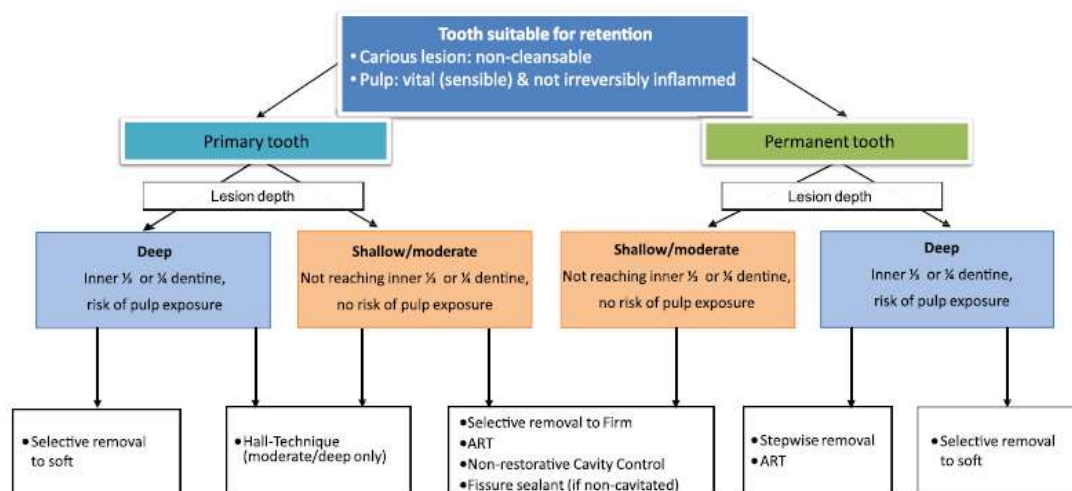 Tooth suitable for retention
• Carious lesion: non-cleansable
• Pulp: vital (sensible) & not irreversibly inflammed
Primary tooth
Permanent tooth
Lesion depth
Lesion depth
Deep
Inner ⅓ or ¼ dentine,
risk of pulp exposure
Shallow/moderate
Not reaching inner ⅓ or ¼ dentine,
no risk of pulp exposure
Shallow/moderate
Not reaching inner ⅓ or ¼ dentine,
no risk of pulp exposure
Deep
Inner ⅓ or ¼ dentine,
risk of pulp exposure
•Selective removal
to soft
•Hall-Technique
(moderate/deep only)
•Selective removal to Firm
•ART
•Non-restorative Cavity Control
•Fissure sealant (if non-cavitated)
•Stepwise removal
•ART
•Selective removal
to soft